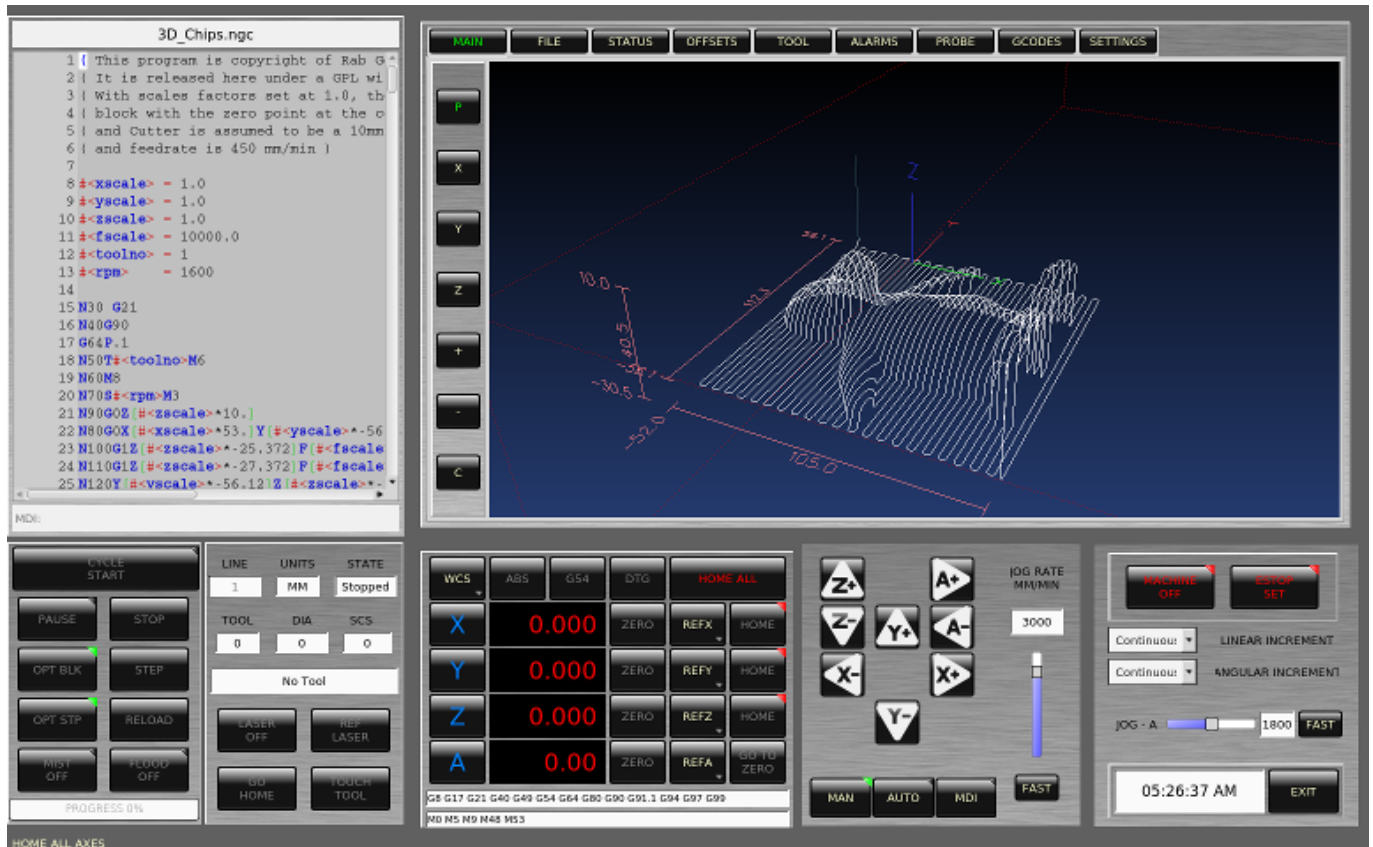 3D_Chips.ngc
1 ( This program is copyright of Rab G
2 ( It is released here under a GPL wi
3 ( With scales factors set at 1.0, th
4 ( block with the zero point at the c
5 ( and Cutter is assumed to be a 10mm
6 ( and feedrate is 450 mm/min )
7
8 #<xscale> = 1.0
9 #<yscale> = 1.0
10 #<zscale> = 1.0
11 #<fscale> = 10000.0
12 #<toolno> = 1
13 #<rpm> = 1600
14
15 N30 G21
16 N40G90
17 G64P.1
18 N50T#<toolno>M6
19 N60M8
20 N70S#<rpm>M3
21 N90G0Z[#<zscale>*10.]
22 N80G0X[#<xscale>*53.]Y[#<yscale>*-56
23 N100G1Z[#<zscale>*-25.372]F[#<fscale
24 N110G1Z[#<zscale>*-27.372]F[#<fscale
25 N120Y[#<yscale>*-56.12]Z[#<zscale>*-
MDI:
MAIN FILE STATUS OFFSETS TOOL ALARMS PROBE GCODES SETTINGS
P
X
Y
Z
+
-
C
Z
10.0
40.5
-30.5
-52.0
105.0
CYCLE
START
PAUSE STOP
OPT BLK STEP
OPT STP RELOAD
MIST
OFF
FLOOD
OFF
PROGRESS 0%
LINE UNITS STATE
1 MM Stopped
TOOL DIA SCS
0 0 0
No Tool
LASER
OFF
REF
LASER
GO
HOME
TOUCH
TOOL
WCS ABS G54 DTG HOME ALL
X 0.000 ZERO REFX HOME
Y 0.000 ZERO REFY HOME
Z 0.000 ZERO REFZ HOME
A 0.00 ZERO REFA GO TO
ZERO
G8 G17 G21 G40 G49 G54 G64 G80 G90 G91.1 G94 G97 G99
M0 M5 M9 M48 M53
Z+ A+
Z- Y+ A-
X- X+
Y-
JOG RATE
MM/MIN
3000
FAST
MAN AUTO MDI
MACHINE
OFF
ESTOP
SET
Continuou: LINEAR INCREMENT
Continuou: ANGULAR INCREMENT
JOG - A 1800 FAST
05:26:37 AM EXIT
HOME ALL AXES